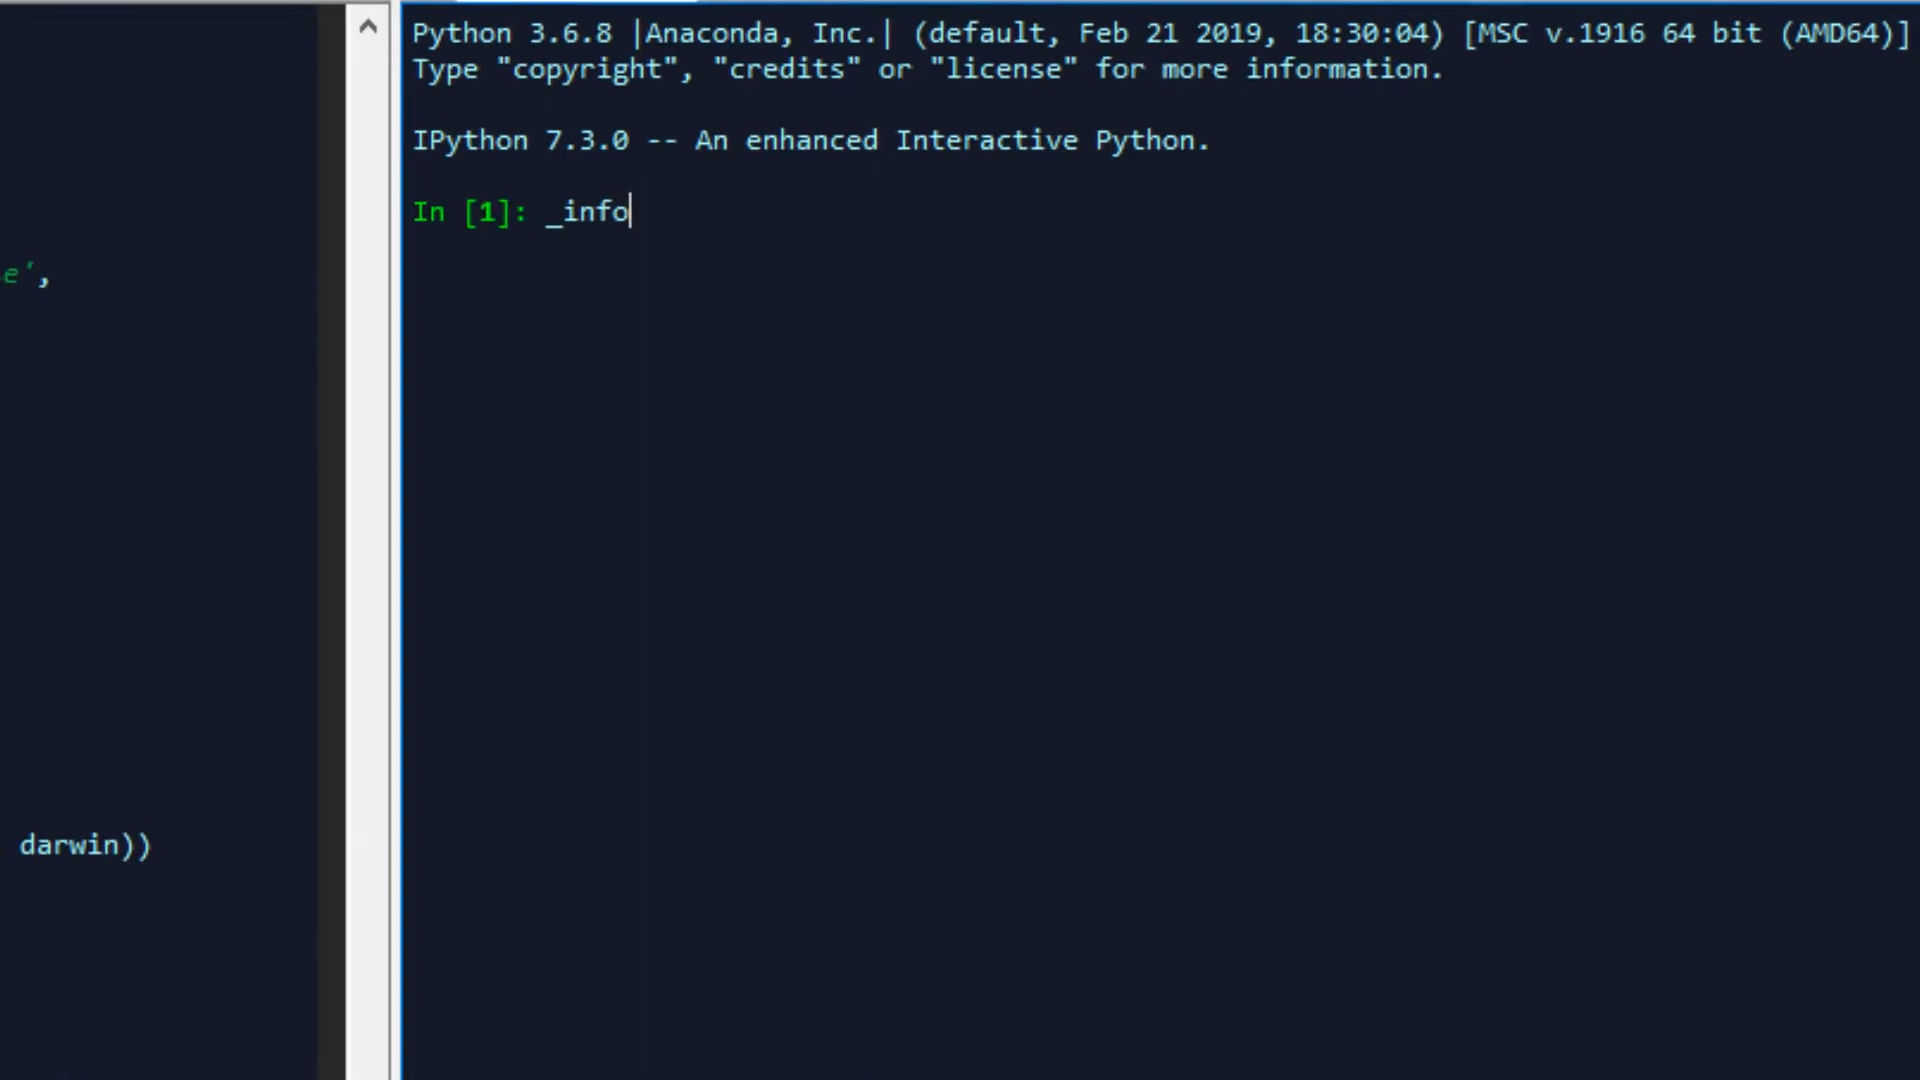 Python 3.6.8 |Anaconda, Inc.| (default, Feb 21 2019, 18:30:04) [MSC v.1916 64 bit (AMD64)]
Type "copyright", "credits" or "license" for more information.
IPython 7.3.0 -- An enhanced Interactive Python.
In [1]: _info
e',
darwin))